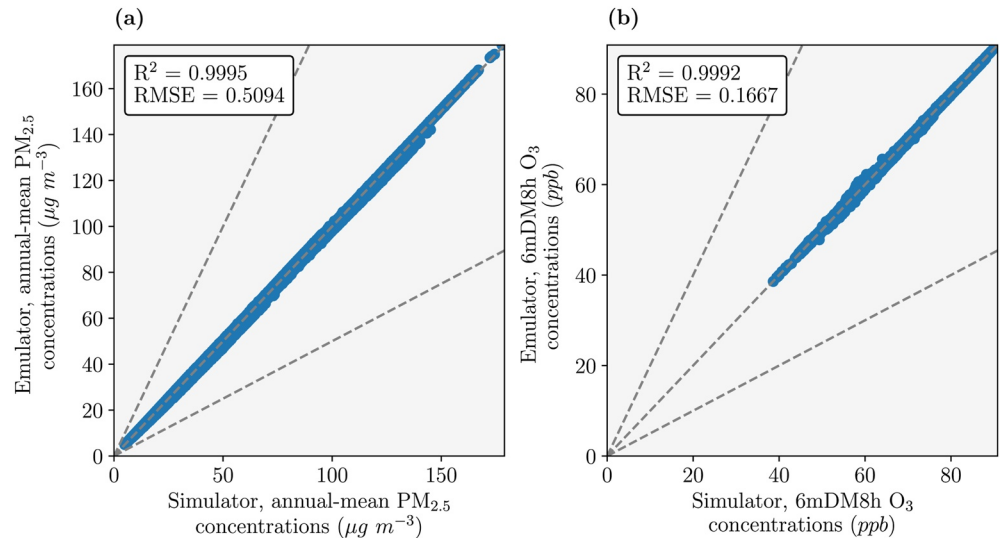 (a)
R² = 0.9995
RMSE = 0.5094
Emulator, annual-mean PM₂.₅
concentrations (μg m⁻³)
160
140
120
100
80
60
40
20
0
0 50 100 150
Simulator, annual-mean PM₂.₅
concentrations (μg m⁻³)
(b)
R² = 0.9992
RMSE = 0.1667
Emulator, 6mDM8h O₃
concentrations (ppb)
80
60
40
20
0
0 20 40 60 80
Simulator, 6mDM8h O₃
concentrations (ppb)